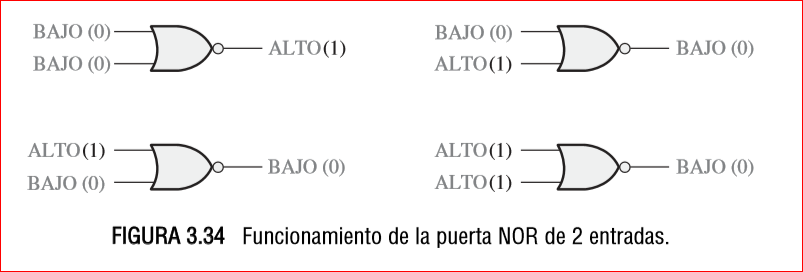 BAJO (0)
BAJO (0)
ALTO(1)
BAJO (0)
ALTO(1)
BAJO (0)
ALTO(1)
BAJO (0)
BAJO (0)
ALTO(1)
ALTO(1)
BAJO (0)
FIGURA 3.34 Funcionamiento de la puerta NOR de 2 entradas.